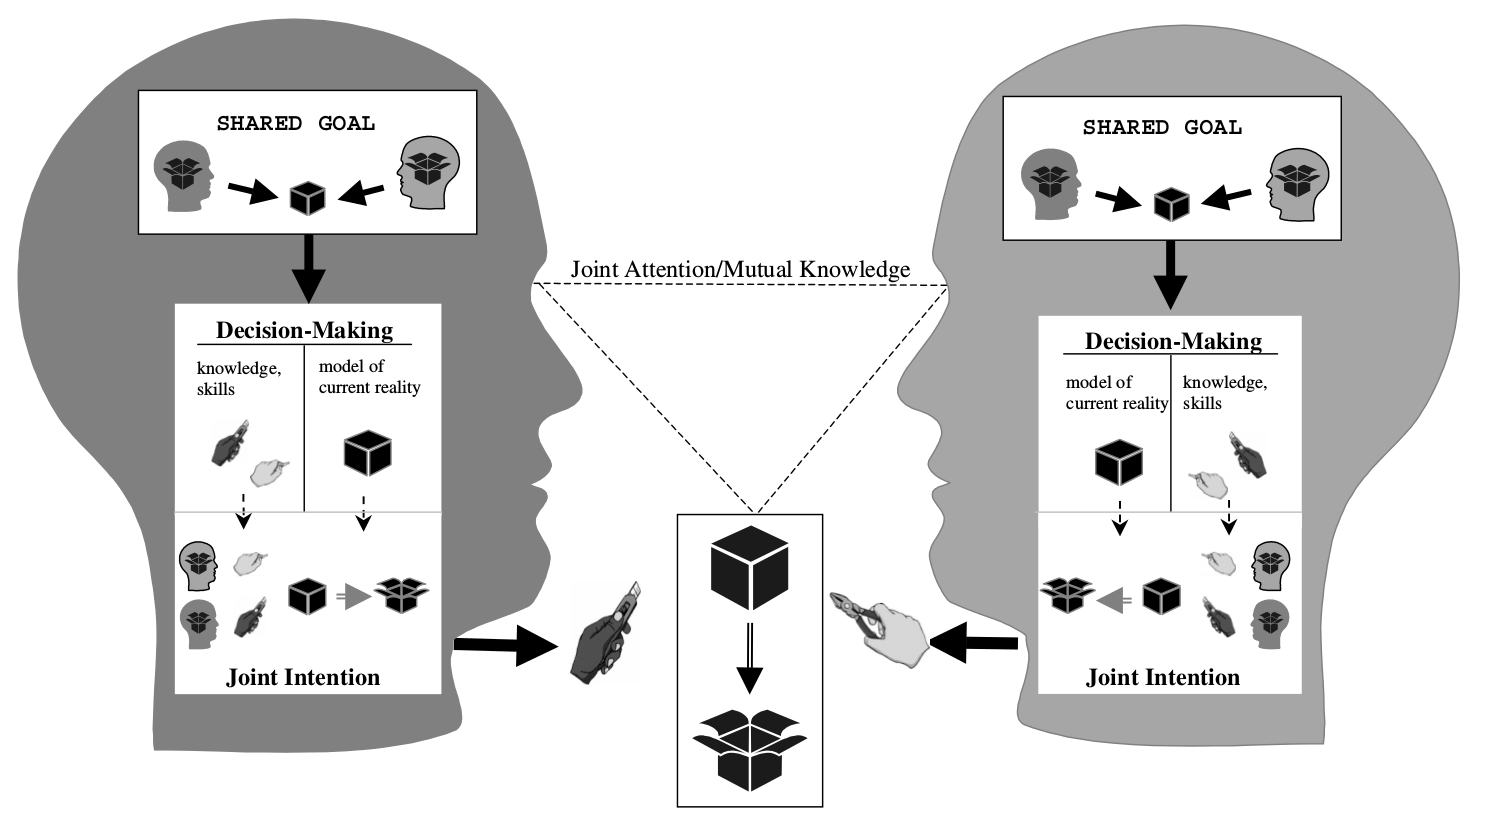 SHARED GOAL
Decision-Making
knowledge,
skills
model of
current reality
Joint Intention
Joint Attention/Mutual Knowledge
SHARED GOAL
Decision-Making
model of
current reality
knowledge,
skills
Joint Intention